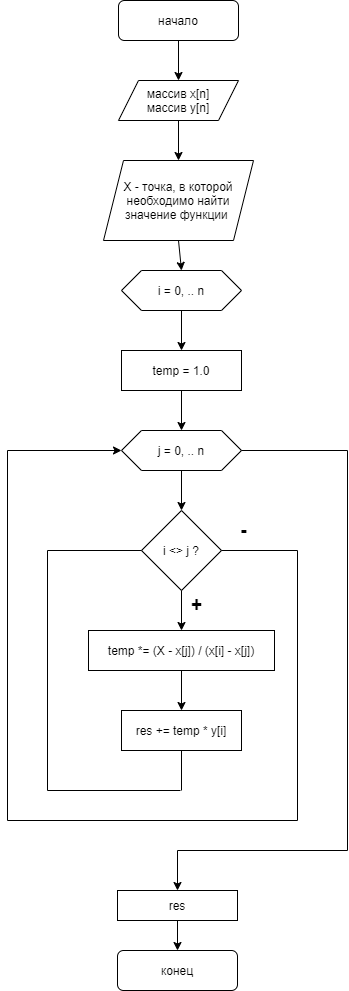 начало
массив x[n]
массив y[n]
X - точка, в которой
необходимо найти
значение функции
i = 0, .. n
temp = 1.0
j = 0, .. n
i <> j ?
-
+
temp *= (X - x[j]) / (x[i] - x[j])
res += temp * y[i]
res
конец